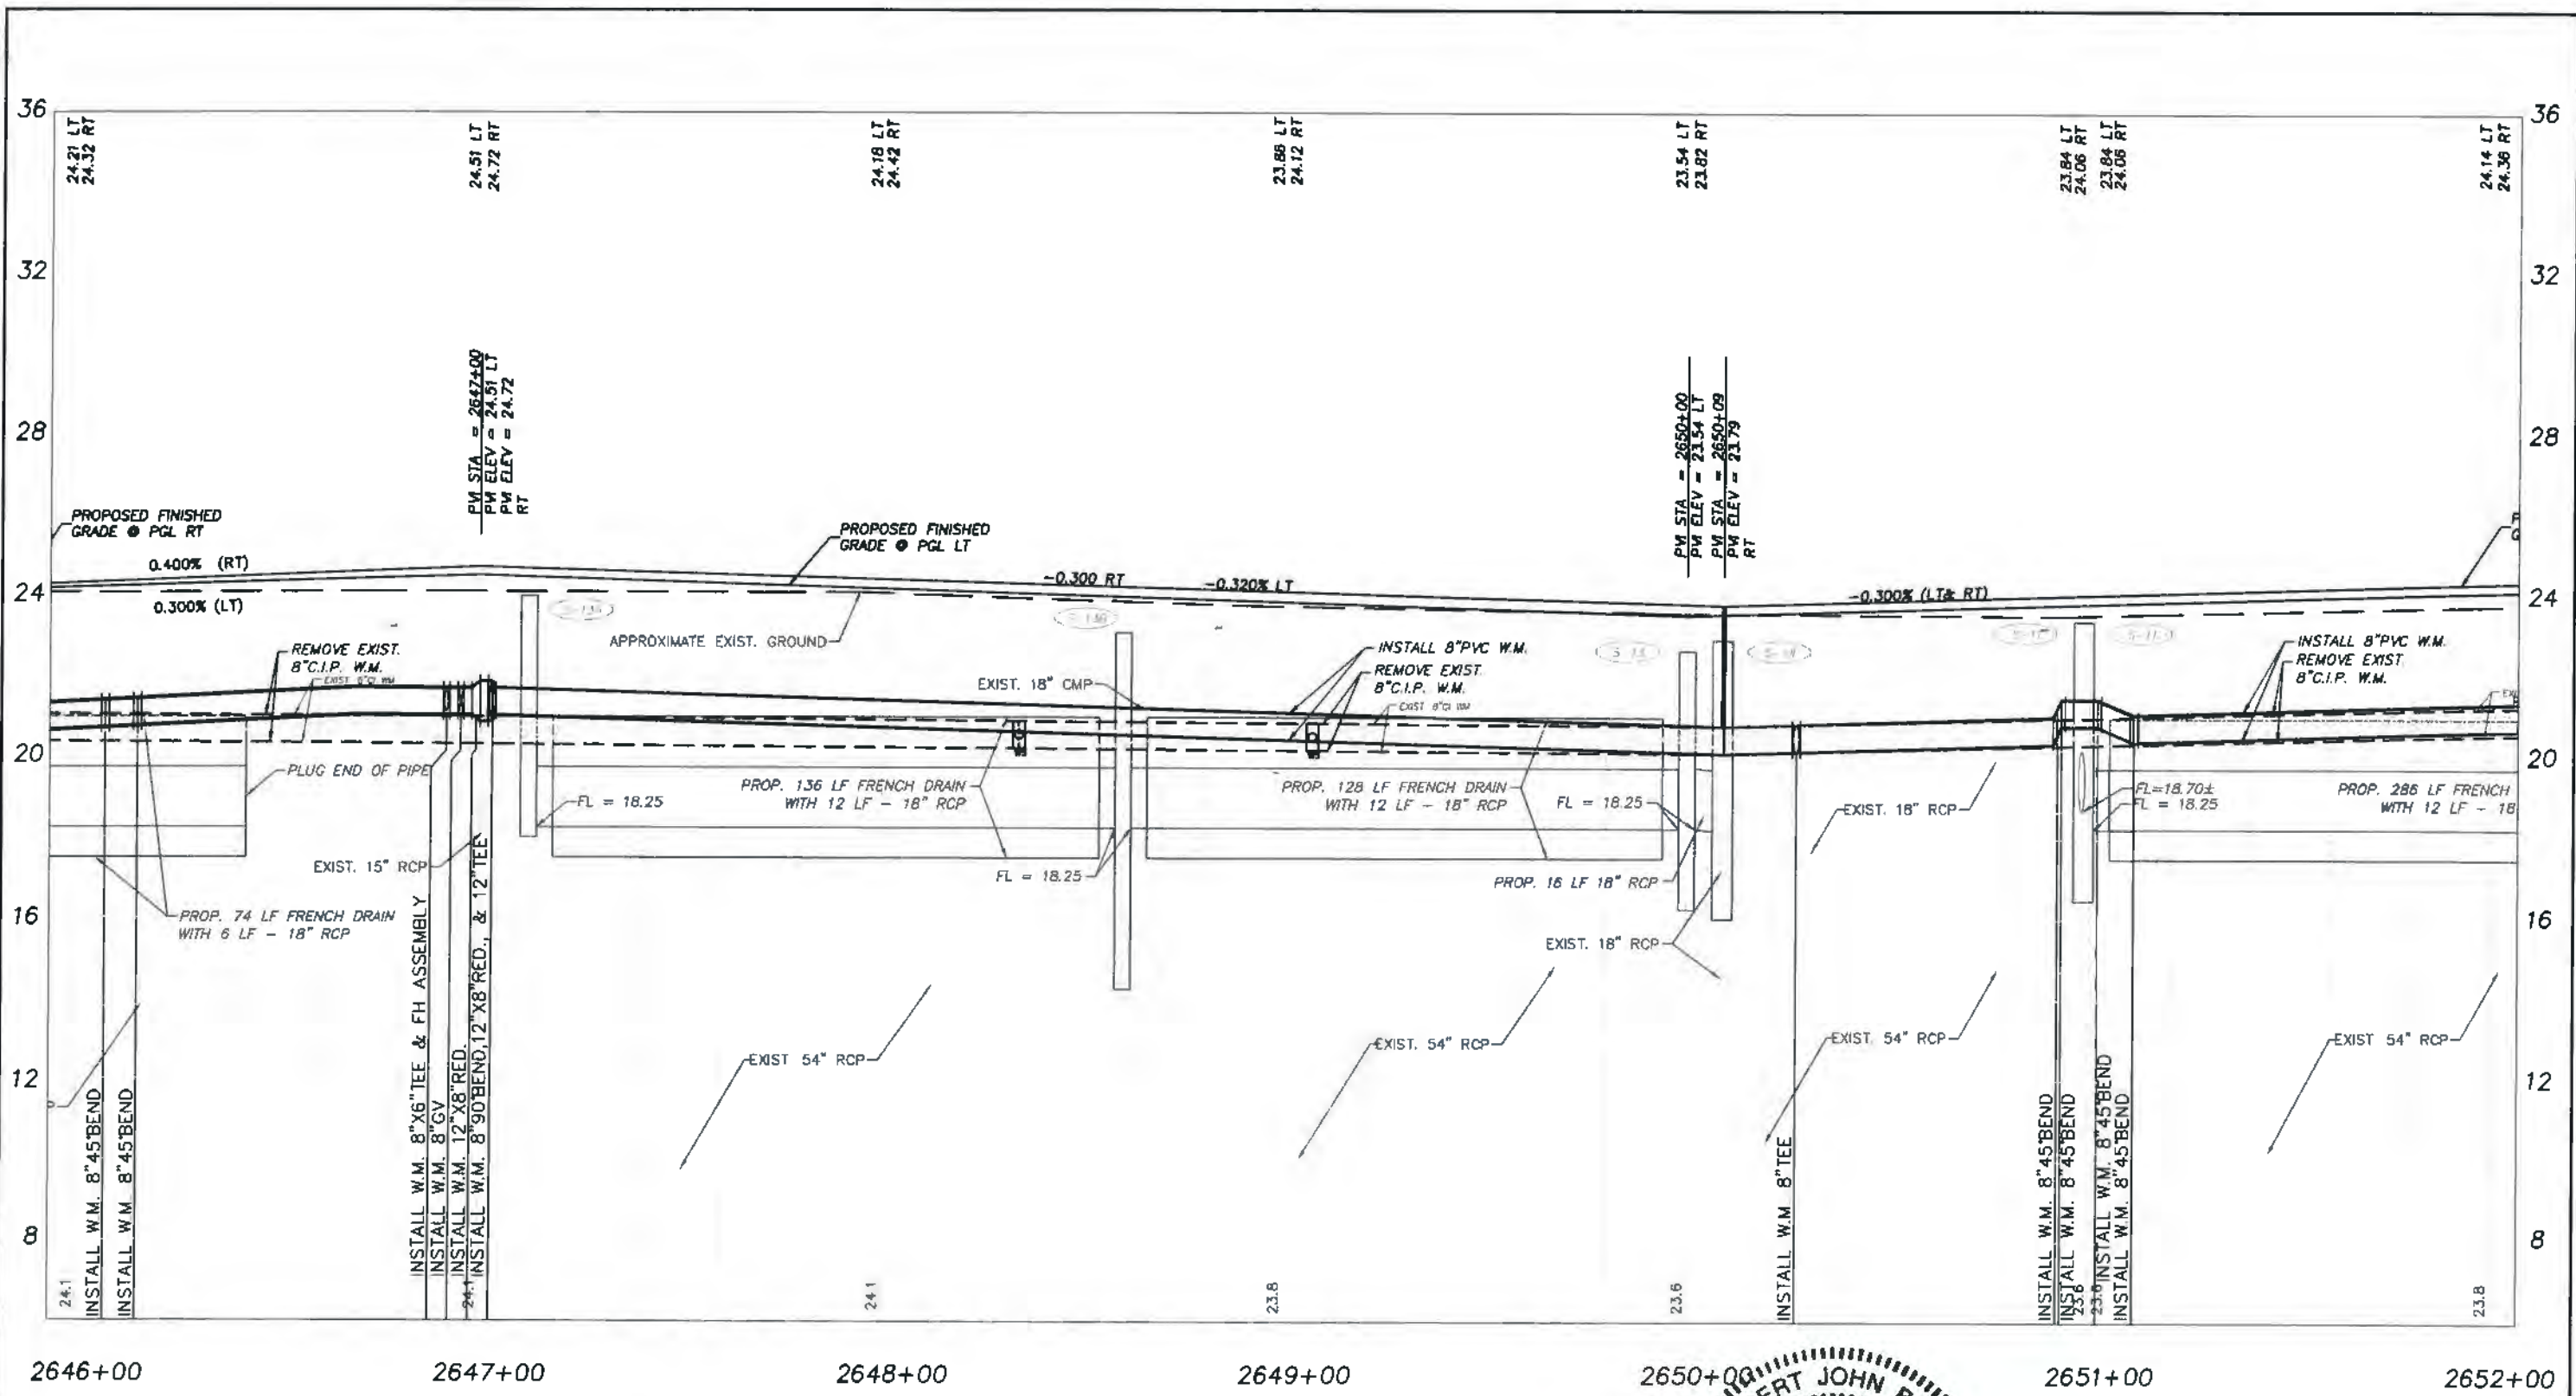 36
36
24.21 LT
24.32 RT
24.51 LT
24.72 RT
24.18 LT
24.42 RT
23.88 LT
24.12 RT
23.54 LT
23.82 RT
23.84 LT
24.06 RT
23.84 LT
24.06 RT
24.14 LT
24.36 RT
32
32
28
28
PVI STA = 2647+00
PVI ELEV = 24.51 LT
PVI ELEV = 24.72
RT
PVI STA = 2650+00
PVI ELEV = 23.54 LT
PVI STA = 2650+09
PVI ELEV = 23.79
RT
PROPOSED FINISHED
GRADE @ PGL RT
PROPOSED FINISHED
GRADE @ PGL LT
0.400% (RT)
0.300% (LT)
-0.300 RT
-0.320% LT
-0.300% (LT& RT)
24
24
APPROXIMATE EXIST. GROUND
REMOVE EXIST.
8"C.I.P. W.M.
EXIST 8"CI WM
EXIST. 18" CMP
INSTALL 8"PVC W.M.
REMOVE EXIST
8"C.I.P. W.M.
EXIST 8"CI WM
INSTALL 8"PVC W.M.
REMOVE EXIST
8"C.I.P. W.M.
20
20
PLUG END OF PIPE
FL = 18.25
PROP. 136 LF FRENCH DRAIN
WITH 12 LF - 18" RCP
PROP. 128 LF FRENCH DRAIN
WITH 12 LF - 18" RCP
FL = 18.25
EXIST. 18" RCP
FL=18.70±
FL = 18.25
PROP. 286 LF FRENCH
WITH 12 LF - 18
EXIST. 15" RCP
FL = 18.25
PROP. 16 LF 18" RCP
16
16
PROP. 74 LF FRENCH DRAIN
WITH 6 LF - 18" RCP
EXIST. 18" RCP
EXIST 54" RCP
EXIST. 54" RCP
EXIST. 54" RCP
EXIST 54" RCP
12
12
8
8
INSTALL W.M. 8"45°BEND
INSTALL W.M. 8"45°BEND
INSTALL W.M. 8"X6"TEE & FH ASSEMBLY
INSTALL W.M. 8"GV
INSTALL W.M. 12"X8"RED.
INSTALL W.M. 8"90°BEND,12"X8"RED., & 12"TEE
INSTALL W.M. 8"TEE
INSTALL W.M. 8"45°BEND
INSTALL W.M. 8"45°BEND
INSTALL W.M. 8"45°BEND
INSTALL W.M. 8"45°BEND
24.1
24.1
24.1
23.8
23.6
23.6
23.6
23.8
2646+00
2647+00
2648+00
2649+00
2650+00
2651+00
2652+00
JOHN